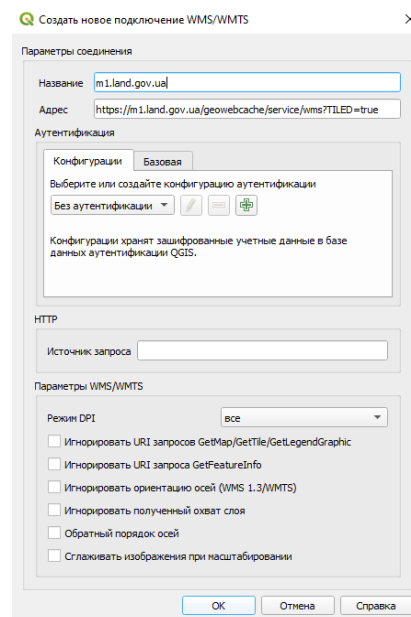 Создать новое подключение WMS/WMTS
Параметры соединения
Название m1.land.gov.ua
Адрес https://m1.land.gov.ua/geowebcache/service/wms?TILED=true
Аутентификация
Конфигурации Базовая
Выберите или создайте конфигурацию аутентификации
Без аутентификации
Конфигурации хранят зашифрованные учетные данные в базе
данных аутентификации QGIS.
HTTP
Источник запроса
Параметры WMS/WMTS
Режим DPI все
Игнорировать URI запросов GetMap/GetTile/GetLegendGraphic
Игнорировать URI запроса GetFeatureInfo
Игнорировать ориентацию осей (WMS 1.3/WMTS)
Игнорировать полученный охват слоя
Обратный порядок осей
Сглаживать изображения при масштабировании
OK Отмена Справка